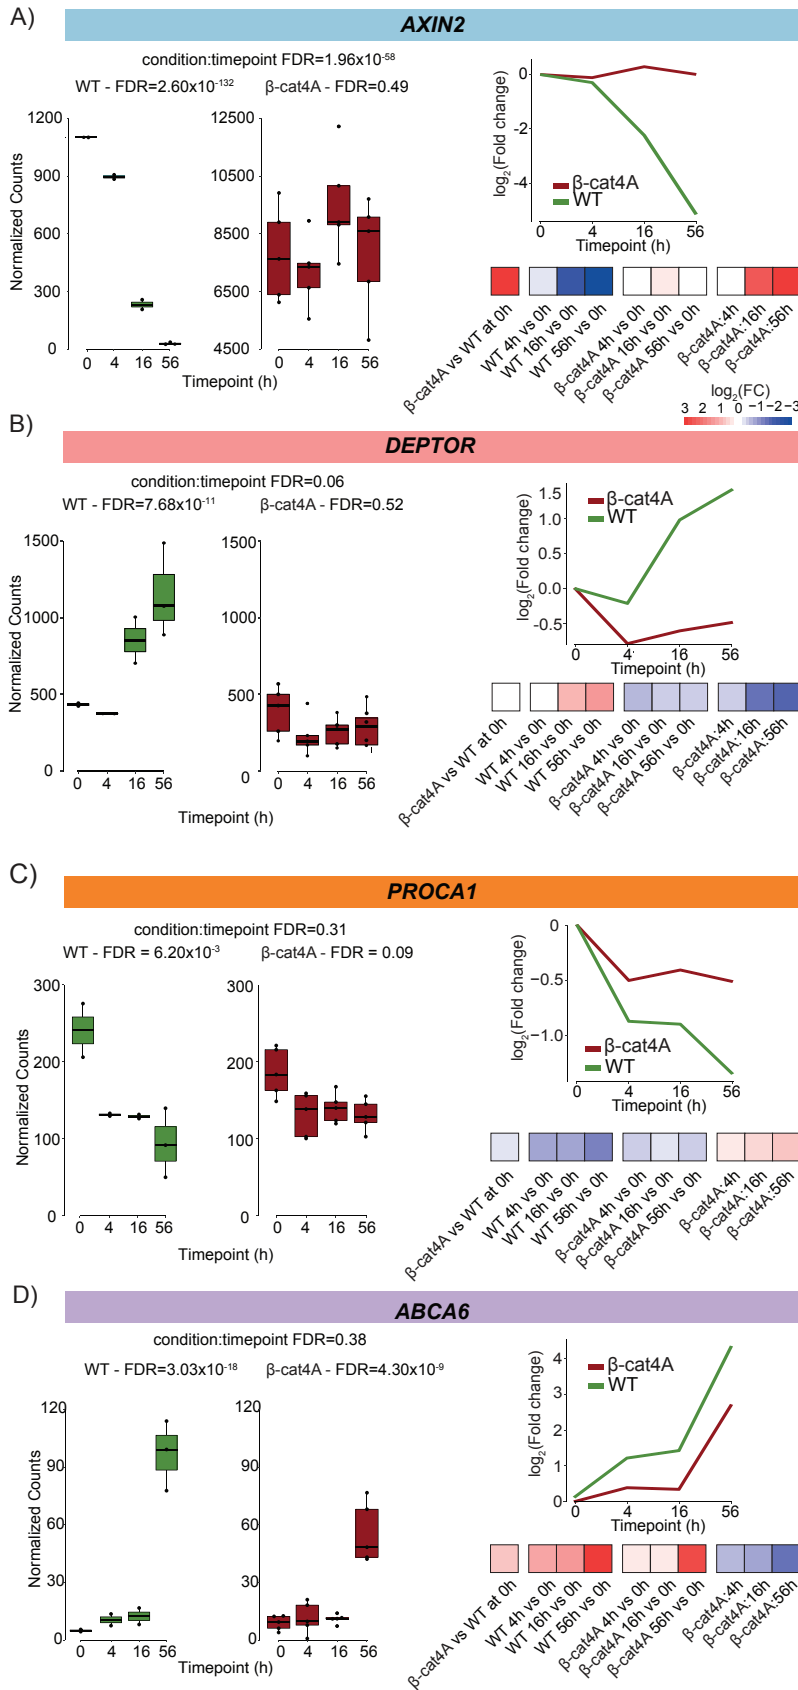 A)
AXIN2
condition:timepoint FDR=1.96x10⁻⁵⁸
WT - FDR=2.60x10⁻¹³² β-cat4A - FDR=0.49
Normalized Counts
1200
900
600
300
0
0 4 16 56
12500
10500
8500
6500
4500
0 4 16 56
Timepoint (h)
log₂(Fold change)
0
-2
-4
β-cat4A
WT
0 4 16 56
Timepoint (h)
β-cat4A vs WT at 0h
WT 4h vs 0h
WT 16h vs 0h
WT 56h vs 0h
β-cat4A 4h vs 0h
β-cat4A 16h vs 0h
β-cat4A 56h vs 0h
β-cat4A:4h
β-cat4A:16h
β-cat4A:56h
log₂(FC)
3 2 1 0 -1-2-3
B)
DEPTOR
condition:timepoint FDR=0.06
WT - FDR=7.68x10⁻¹¹ β-cat4A - FDR=0.52
Normalized Counts
1500
1000
500
0
0 4 16 56
1500
1000
500
0
0 4 16 56
Timepoint (h)
log₂(Fold change)
1.5
1.0
0.5
0.0
-0.5
β-cat4A
WT
0 4 16 56
Timepoint (h)
β-cat4A vs WT at 0h
WT 4h vs 0h
WT 16h vs 0h
WT 56h vs 0h
β-cat4A 4h vs 0h
β-cat4A 16h vs 0h
β-cat4A 56h vs 0h
β-cat4A:4h
β-cat4A:16h
β-cat4A:56h
C)
PROCA1
condition:timepoint FDR=0.31
WT - FDR = 6.20x10⁻³ β-cat4A - FDR = 0.09
Normalized Counts
300
200
100
0
0 4 16 56
300
200
100
0
0 4 16 56
Timepoint (h)
log₂(Fold change)
0
−0.5
−1.0
β-cat4A
WT
0 4 16 56
Timepoint (h)
β-cat4A vs WT at 0h
WT 4h vs 0h
WT 16h vs 0h
WT 56h vs 0h
β-cat4A 4h vs 0h
β-cat4A 16h vs 0h
β-cat4A 56h vs 0h
β-cat4A:4h
β-cat4A:16h
β-cat4A:56h
D)
ABCA6
condition:timepoint FDR=0.38
WT - FDR=3.03x10⁻¹⁸ β-cat4A - FDR=4.30x10⁻⁹
Normalized Counts
120
90
60
30
0
0 4 16 56
120
90
60
30
0
0 4 16 56
Timepoint (h)
log₂(Fold change)
4
3
2
1
0
β-cat4A
WT
0 4 16 56
Timepoint (h)
β-cat4A vs WT at 0h
WT 4h vs 0h
WT 16h vs 0h
WT 56h vs 0h
β-cat4A 4h vs 0h
β-cat4A 16h vs 0h
β-cat4A 56h vs 0h
β-cat4A:4h
β-cat4A:16h
β-cat4A:56h